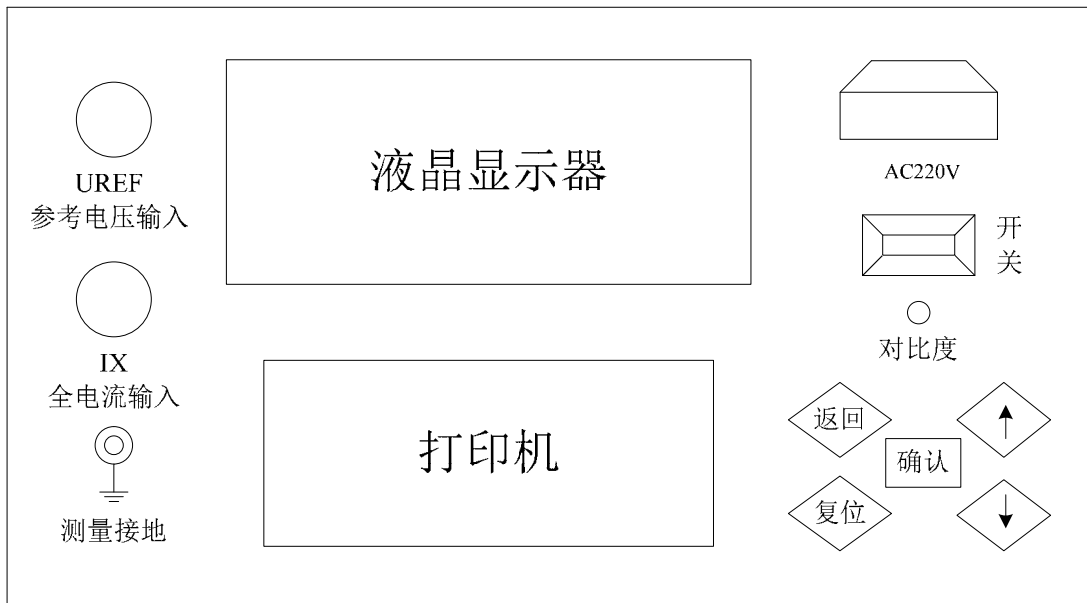 UREF
参考电压输入
IX
全电流输入
测量接地
液晶显示器
打印机
AC220V
开
关
对比度
返回
确认
复位